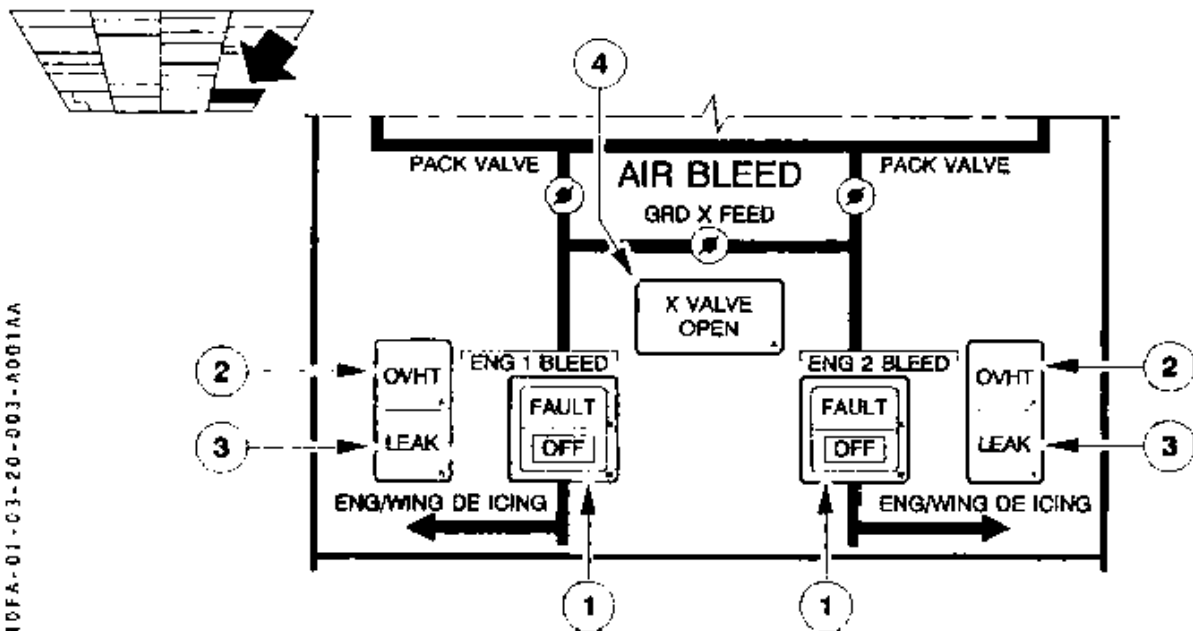 4
PACK VALVE
AIR BLEED
PACK VALVE
GRD X FEED
X VALVE
OPEN
2
OVHT
LEAK
3
ENG 1 BLEED
FAULT
OFF
ENG 2 BLEED
FAULT
OFF
OVHT
LEAK
2
3
ENG/WING DE ICING
ENG/WING DE ICING
1
1